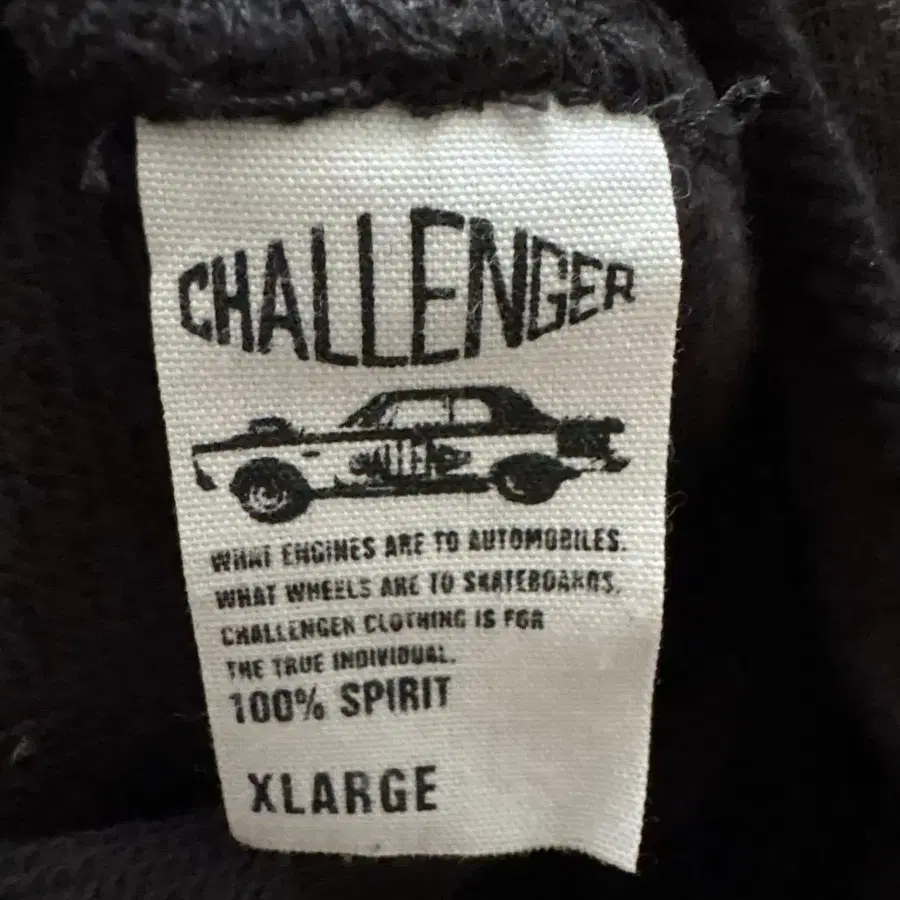 CHALLENGER
CHALLENGER
WHAT ENGINES ARE TO AUTOMOBILES.
WHAT WHEELS ARE TO SKATEBOARDS.
CHALLENGER CLOTHING IS FOR
THE TRUE INDIVIDUAL.
100% SPIRIT
XLARGE